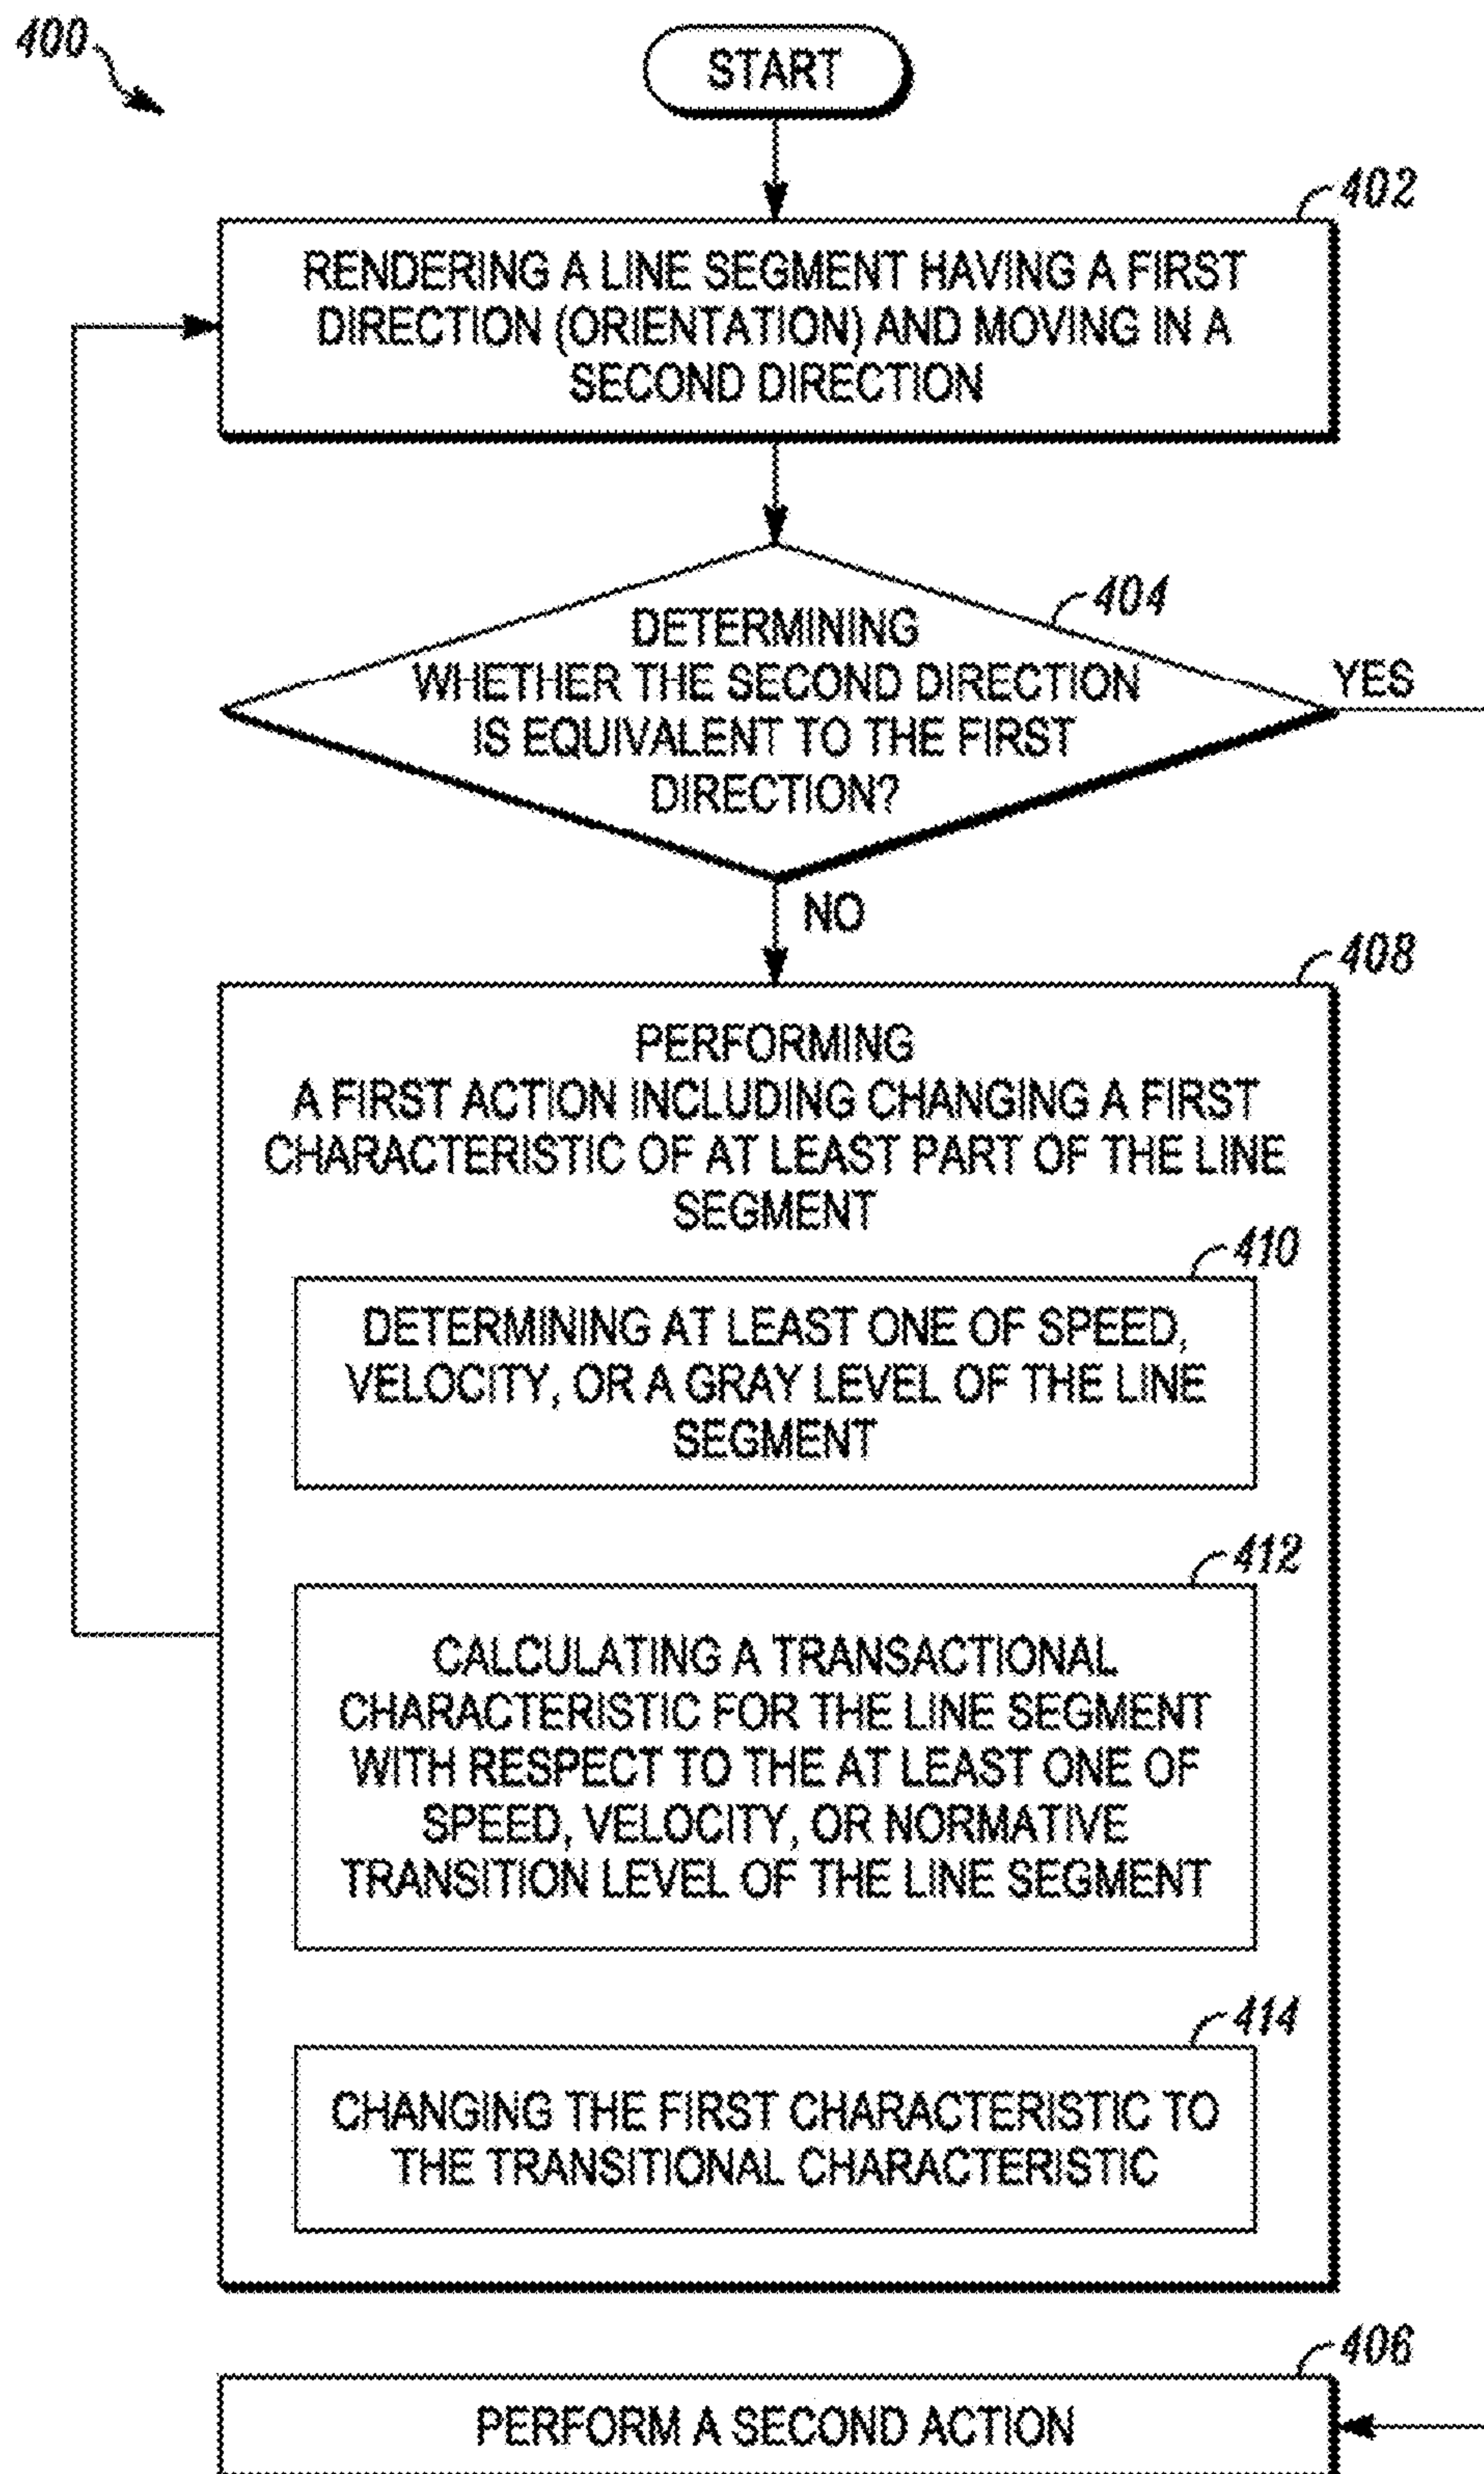 400
START
402
RENDERING A LINE SEGMENT HAVING A FIRST
DIRECTION (ORIENTATION) AND MOVING IN A
SECOND DIRECTION
404
DETERMINING
WHETHER THE SECOND DIRECTION
IS EQUIVALENT TO THE FIRST
DIRECTION?
YES
NO
408
PERFORMING
A FIRST ACTION INCLUDING CHANGING A FIRST
CHARACTERISTIC OF AT LEAST PART OF THE LINE
SEGMENT
410
DETERMINING AT LEAST ONE OF SPEED,
VELOCITY, OR A GRAY LEVEL OF THE LINE
SEGMENT
412
CALCULATING A TRANSACTIONAL
CHARACTERISTIC FOR THE LINE SEGMENT
WITH RESPECT TO THE AT LEAST ONE OF
SPEED, VELOCITY, OR NORMATIVE
TRANSITION LEVEL OF THE LINE SEGMENT
414
CHANGING THE FIRST CHARACTERISTIC TO
THE TRANSITIONAL CHARACTERISTIC
406
PERFORM A SECOND ACTION